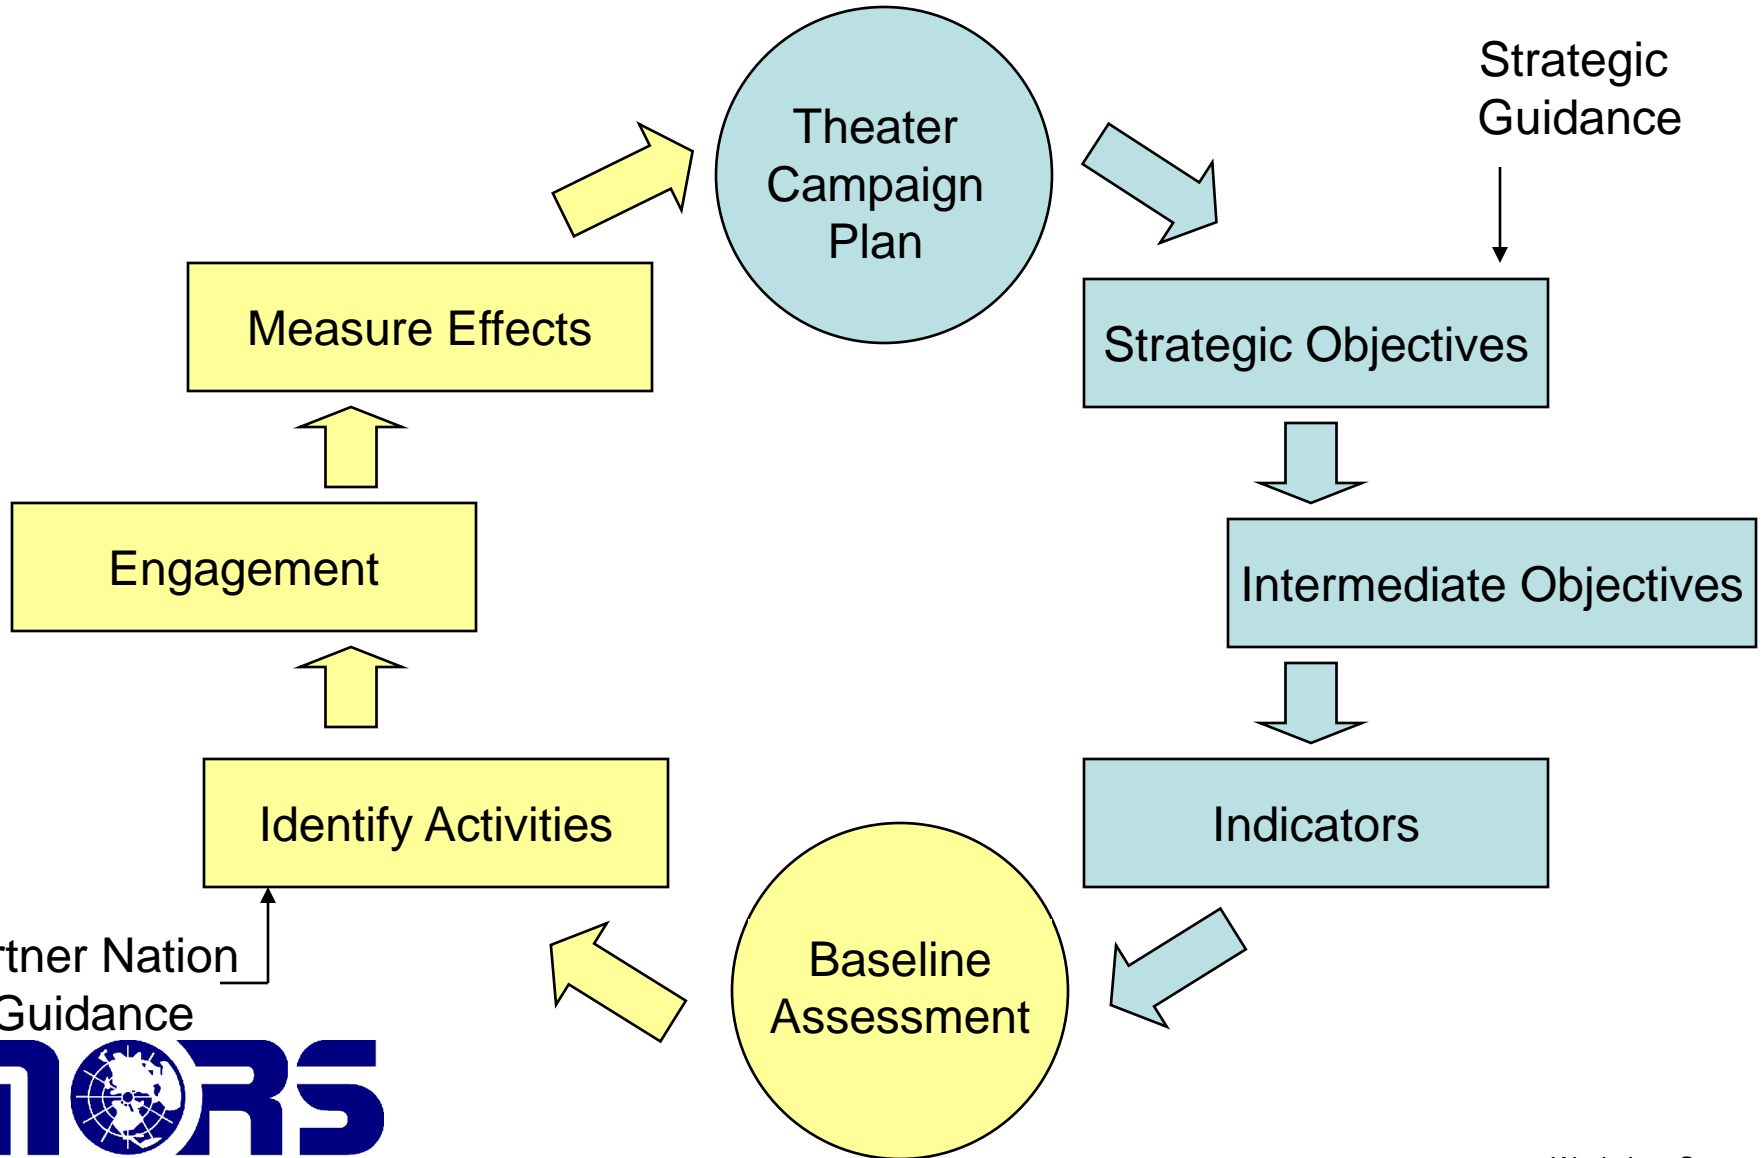 Theater
Campaign
Plan
Strategic
Guidance
Measure Effects
Strategic Objectives
Engagement
Intermediate Objectives
Identify Activities
Indicators
Baseline
Assessment
rtner Nation
Guidance
MORS